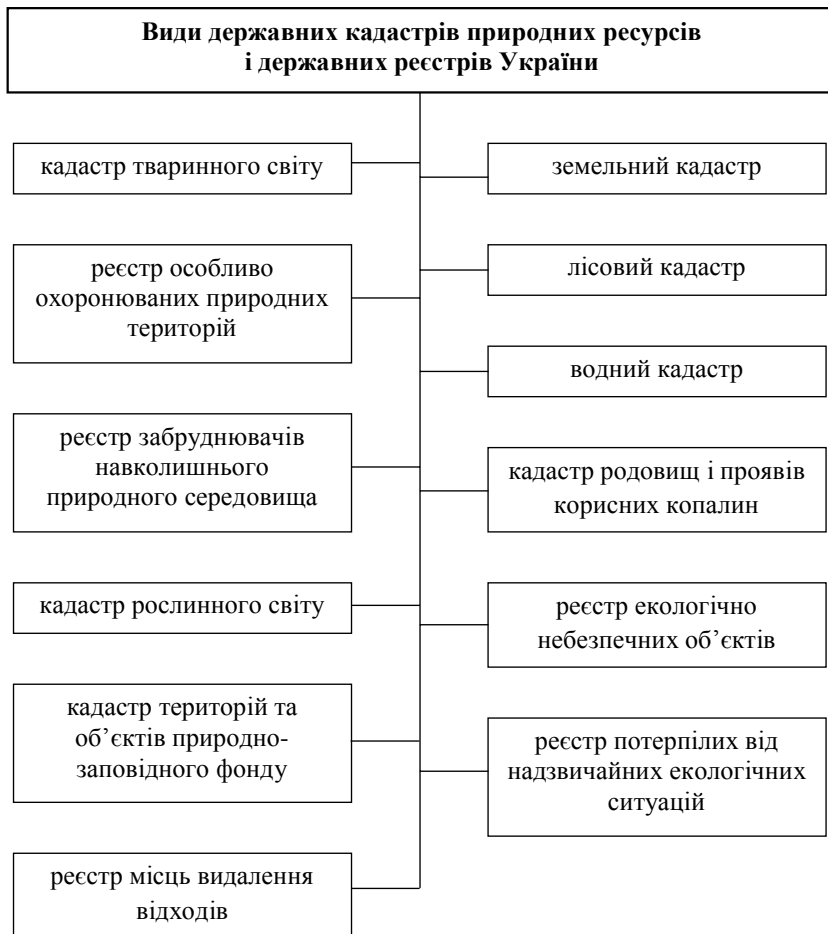 Види державних кадастрів природних ресурсів
і державних реєстрів України
кадастр тваринного світу
земельний кадастр
реєстр особливо
охоронюваних природних
територій
лісовий кадастр
водний кадастр
реєстр забруднювачів
навколишнього
природного середовища
кадастр родовищ і проявів
корисних копалин
кадастр рослинного світу
реєстр екологічно
небезпечних об’єктів
кадастр територій та
об’єктів природно-
заповідного фонду
реєстр потерпілих від
надзвичайних екологічних
ситуацій
реєстр місць видалення
відходів